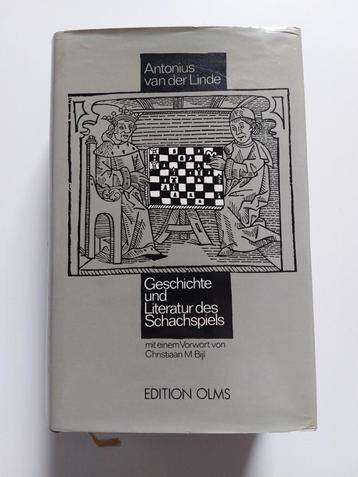 Antonius
van der Linde
Geschichte
und
Literatur des
Schachspiels
mit einem Vorwort von
Christiaan M. Bijl
EDITION OLMS